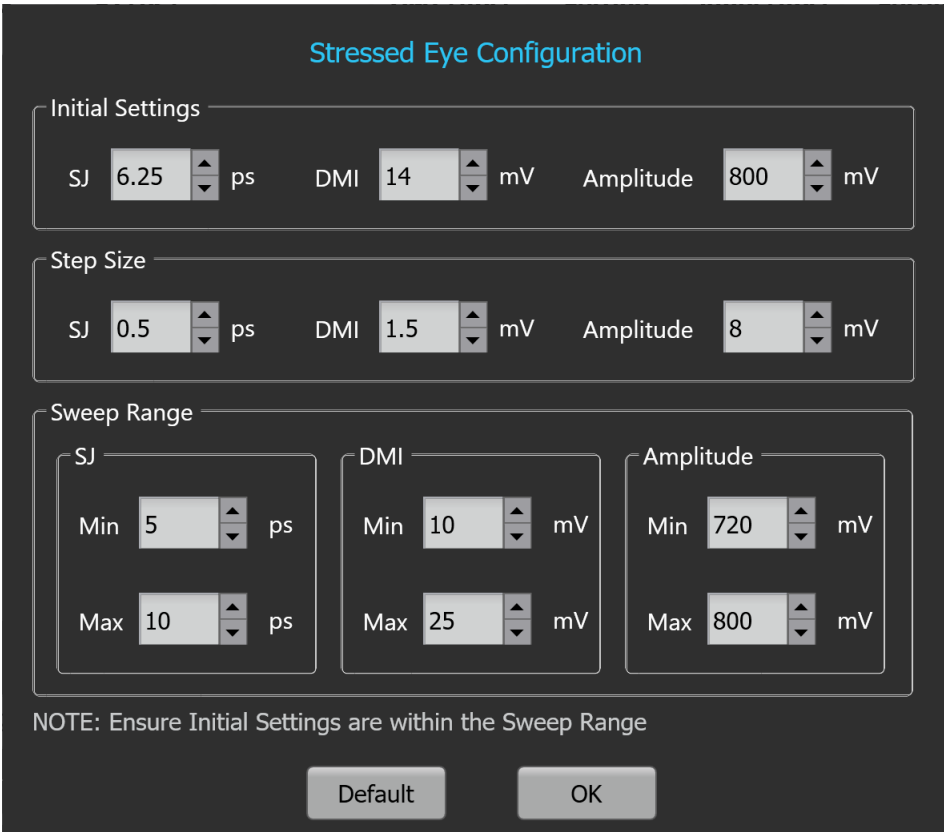 Stressed Eye Configuration
Initial Settings
SJ 6.25 ps DMI 14 mV Amplitude 800 mV
Step Size
SJ 0.5 ps DMI 1.5 mV Amplitude 8 mV
Sweep Range
SJ DMI Amplitude
Min 5 ps Min 10 mV Min 720 mV
Max 10 ps Max 25 mV Max 800 mV
NOTE: Ensure Initial Settings are within the Sweep Range
Default OK